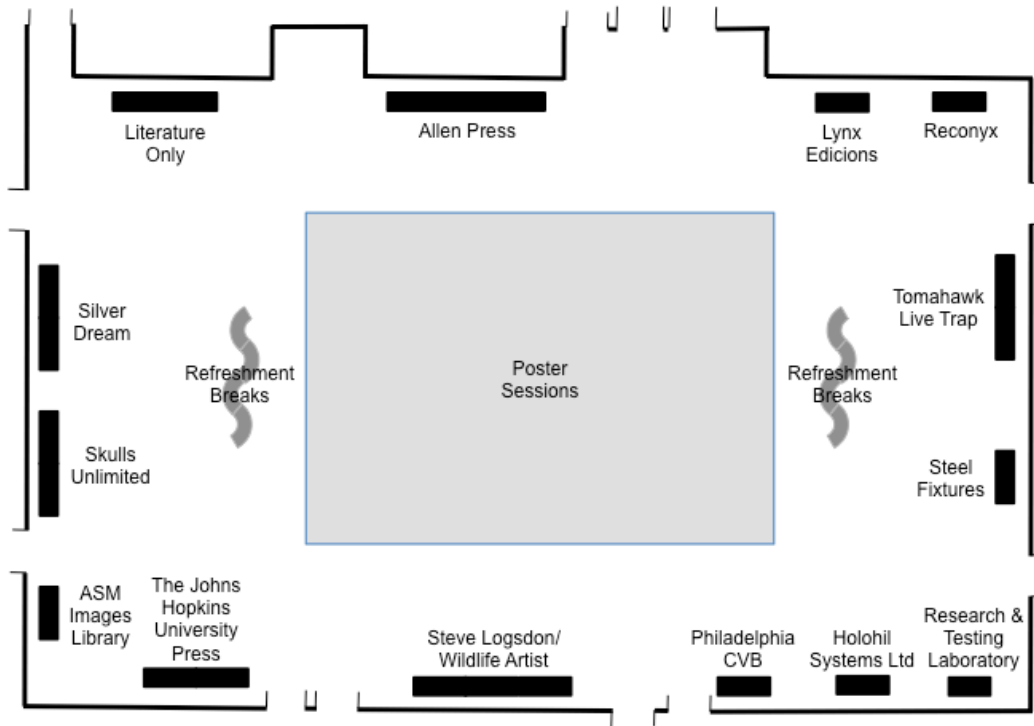 Literature
Only
Allen Press
Lynx
Edicions
Reconyx
Silver
Dream
Tomahawk
Live Trap
Refreshment
Breaks
Poster
Sessions
Refreshment
Breaks
Skulls
Unlimited
Steel
Fixtures
ASM
Images
Library
The Johns
Hopkins
University
Press
Steve Logsdon/
Wildlife Artist
Philadelphia
CVB
Holohil
Systems Ltd
Research &
Testing
Laboratory